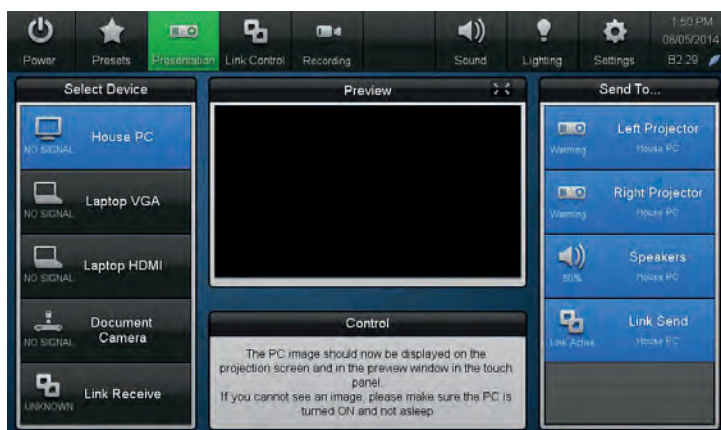 Power
Presets
Presentation
Link Control
Recording
Sound
Lighting
Settings
1:50 PM
08/05/2014
B2.29
Select Device
House PC
NO SIGNAL
Laptop VGA
NO SIGNAL
Laptop HDMI
NO SIGNAL
Document
Camera
NO SIGNAL
Link Receive
UNKNOWN
Preview
Control
The PC image should now be displayed on the
projection screen and in the preview window in the touch
panel.
If you cannot see an image, please make sure the PC is
turned ON and not asleep
Send To...
Left Projector
Warming
House PC
Right Projector
Warming
House PC
Speakers
50%
House PC
Link Send
Link Active
House PC